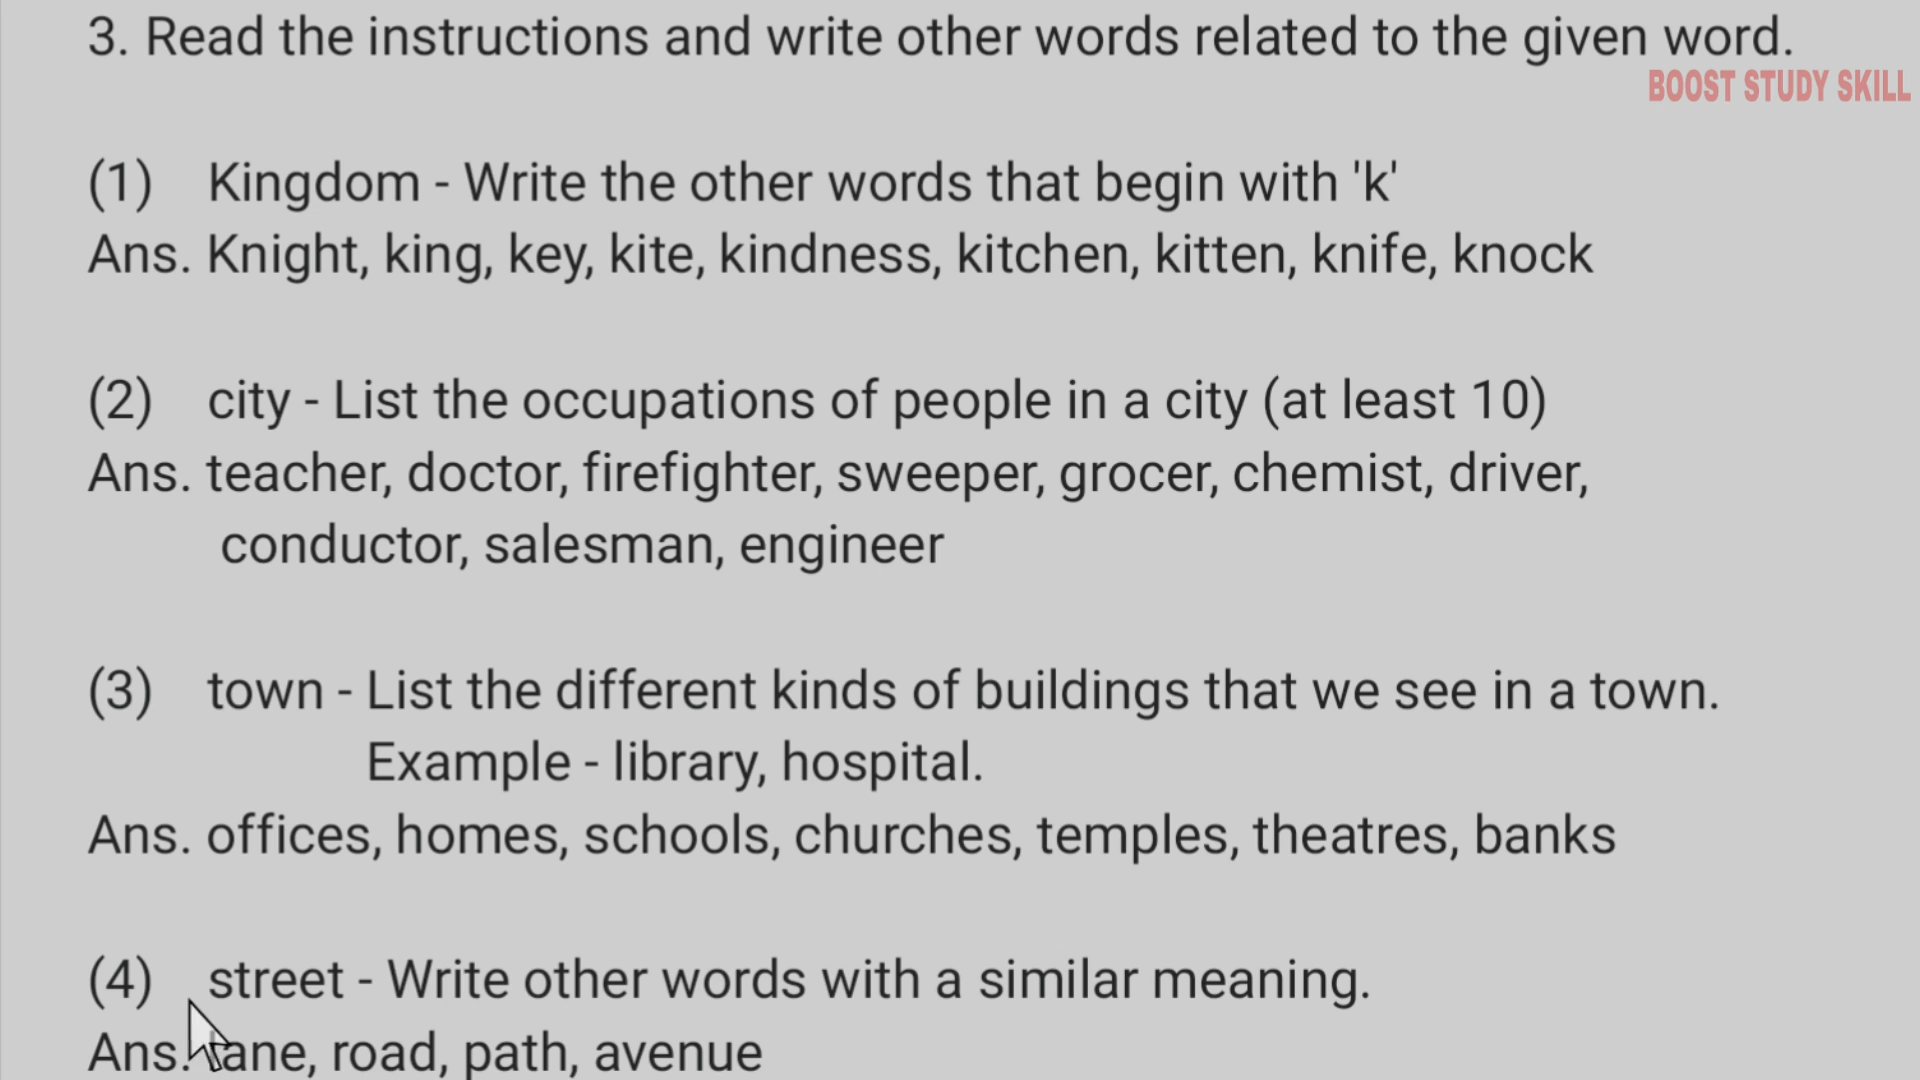 3. Read the instructions and write other words related to the given word.
BOOST STUDY SKILL
(1) Kingdom - Write the other words that begin with 'k'
Ans. Knight, king, key, kite, kindness, kitchen, kitten, knife, knock
(2) city - List the occupations of people in a city (at least 10)
Ans. teacher, doctor, firefighter, sweeper, grocer, chemist, driver,
conductor, salesman, engineer
(3) town - List the different kinds of buildings that we see in a town.
Example - library, hospital.
Ans. offices, homes, schools, churches, temples, theatres, banks
(4) street - Write other words with a similar meaning.
Ans. lane, road, path, avenue